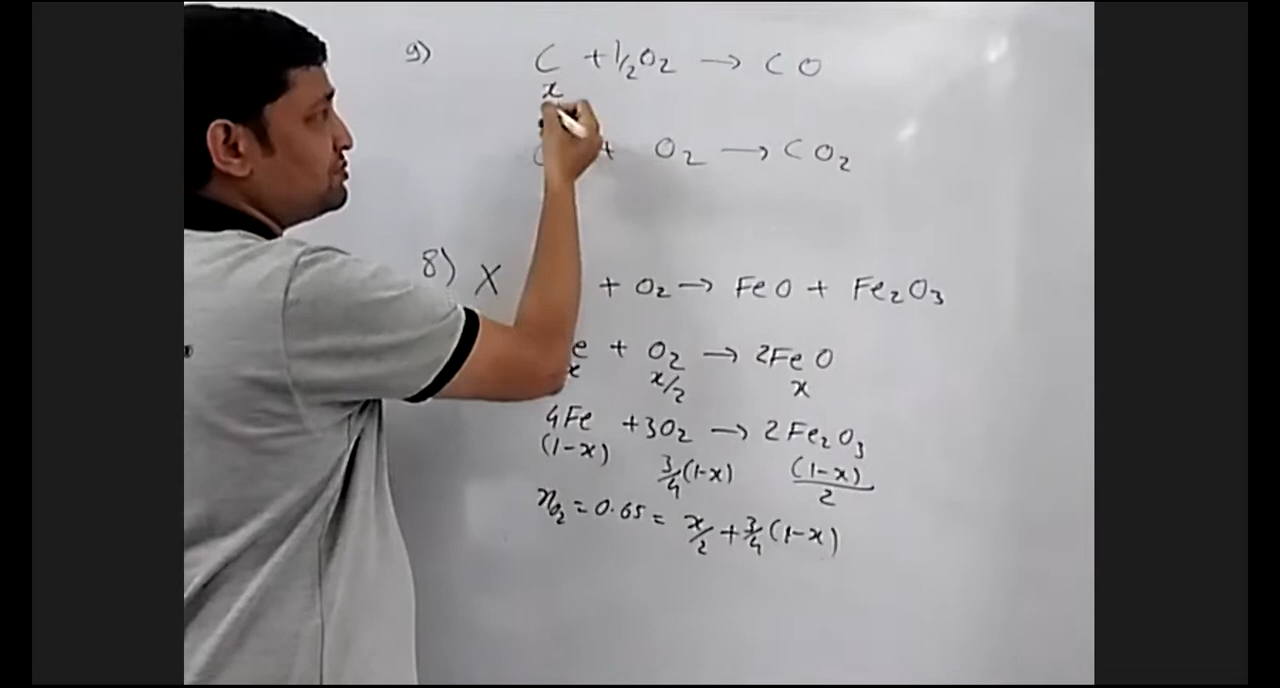 9) C + 1/2 O2 → CO
x
+ O2 → CO2
8) X + O2 → FeO + Fe2O3
e + O2 → 2FeO
x x/2 x
4Fe + 3O2 → 2Fe2O3
(1-x) 3/4(1-x) (1-x)/2
nO2 = 0.65 = x/2 + 3/4(1-x)